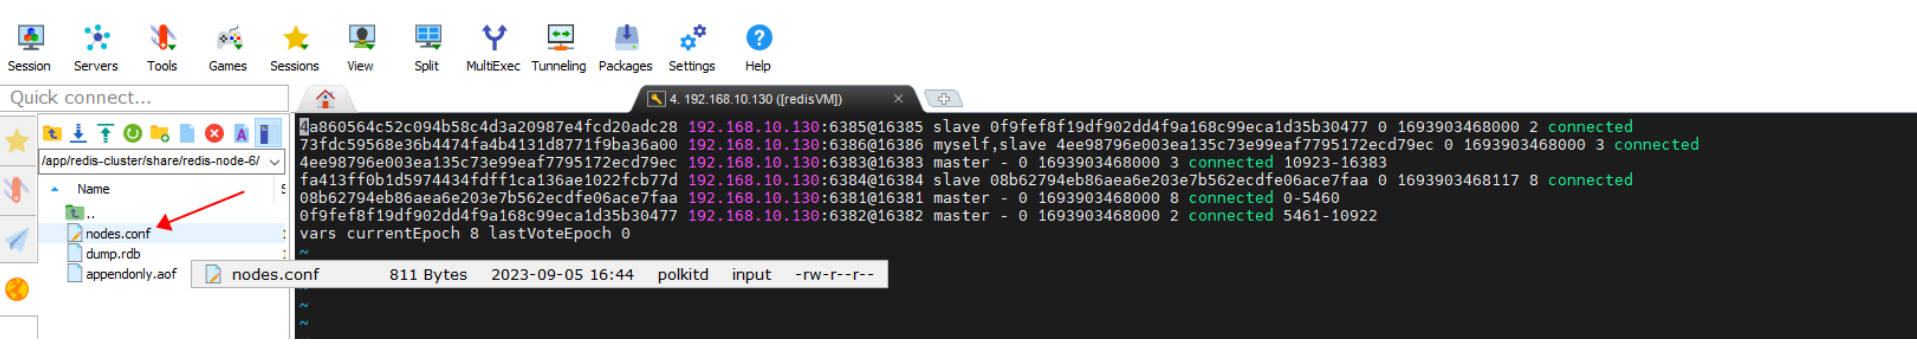 Session Servers Tools Games Sessions View Split MultiExec Tunneling Packages Settings Help
Quick connect...
4. 192.168.10.130 ([redisVM])
/app/redis-cluster/share/redis-node-6/
Name
..
nodes.conf
dump.rdb
appendonly.aof
nodes.conf 811 Bytes 2023-09-05 16:44 polkitd input -rw-r--r--
4a860564c52c094b58c4d3a20987e4fcd20adc28 192.168.10.130:6385@16385 slave 0f9fef8f19df902dd4f9a168c99eca1d35b30477 0 1693903468000 2 connected
73fdc59568e36b4474fa4b4131d8771f9ba36a00 192.168.10.130:6386@16386 myself,slave 4ee98796e003ea135c73e99eaf7795172ecd79ec 0 1693903468000 3 connected
4ee98796e003ea135c73e99eaf7795172ecd79ec 192.168.10.130:6383@16383 master - 0 1693903468000 3 connected 10923-16383
fa413ff0b1d5974434fdff1ca136ae1022fcb77d 192.168.10.130:6384@16384 slave 08b62794eb86aea6e203e7b562ecdfe06ace7faa 0 1693903468117 8 connected
08b62794eb86aea6e203e7b562ecdfe06ace7faa 192.168.10.130:6381@16381 master - 0 1693903468000 8 connected 0-5460
0f9fef8f19df902dd4f9a168c99eca1d35b30477 192.168.10.130:6382@16382 master - 0 1693903468000 2 connected 5461-10922
vars currentEpoch 8 lastVoteEpoch 0
~
~
~